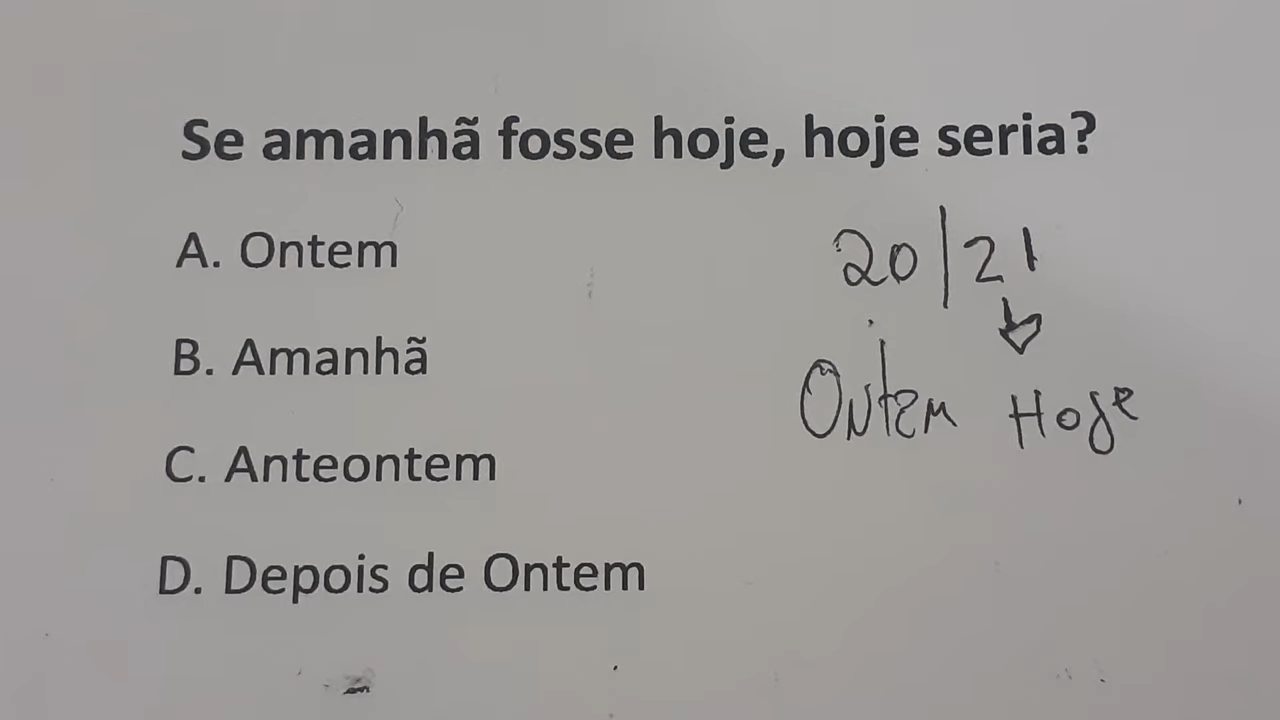 Se amanhã fosse hoje, hoje seria?
A. Ontem
B. Amanhã
C. Anteontem
D. Depois de Ontem
20 | 21
Ontem Hoje